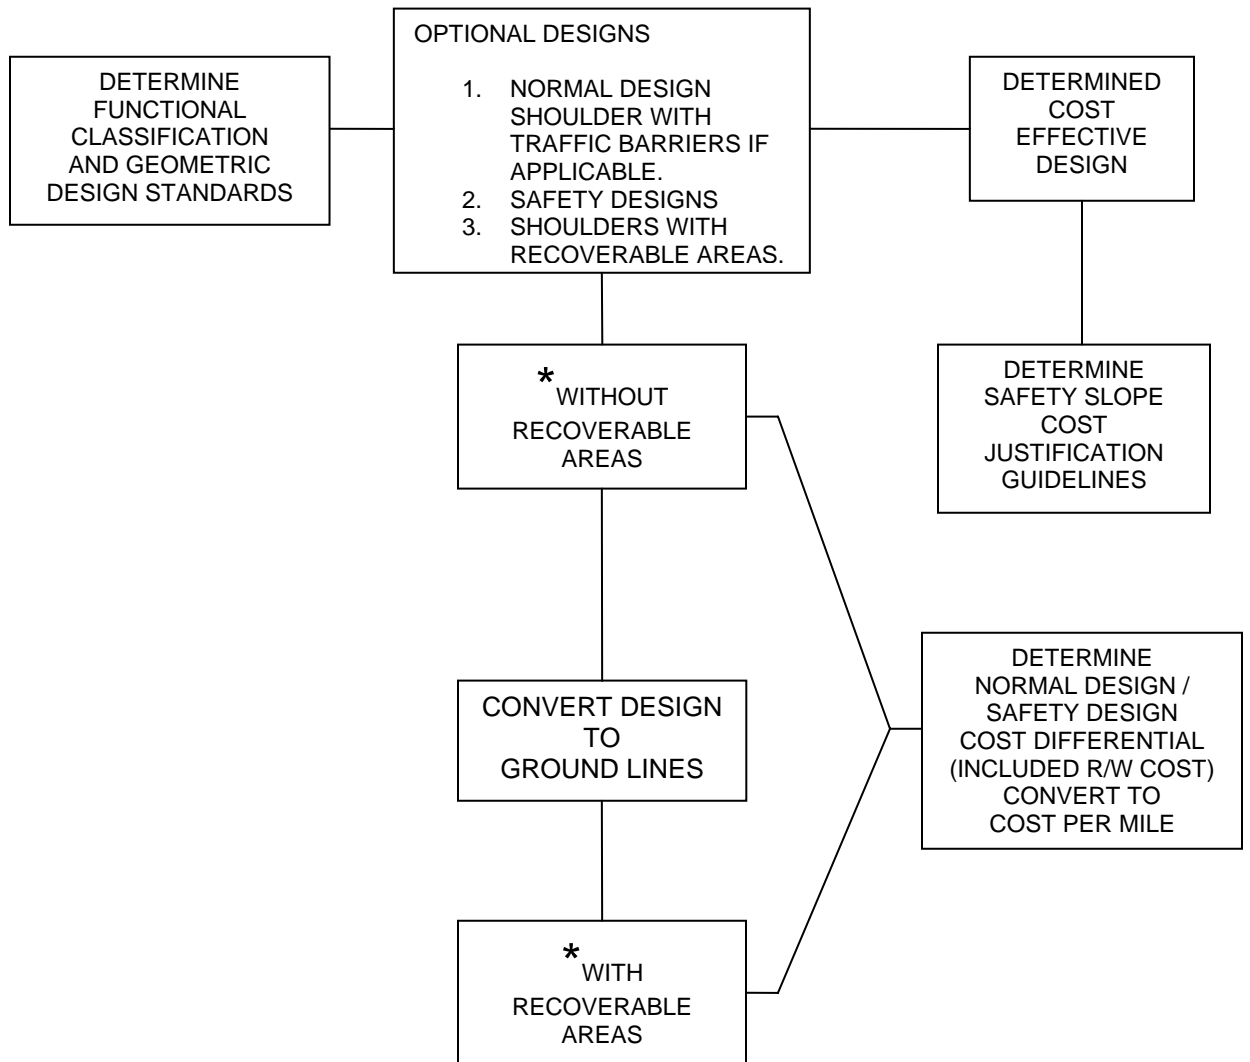 DETERMINE
FUNCTIONAL
CLASSIFICATION
AND GEOMETRIC
DESIGN STANDARDS
OPTIONAL DESIGNS
1. NORMAL DESIGN
SHOULDER WITH
TRAFFIC BARRIERS IF
APPLICABLE.
2. SAFETY DESIGNS
3. SHOULDERS WITH
RECOVERABLE AREAS.
DETERMINED
COST
EFFECTIVE
DESIGN
*WITHOUT
RECOVERABLE
AREAS
DETERMINE
SAFETY SLOPE
COST
JUSTIFICATION
GUIDELINES
CONVERT DESIGN
TO
GROUND LINES
DETERMINE
NORMAL DESIGN /
SAFETY DESIGN
COST DIFFERENTIAL
(INCLUDED R/W COST)
CONVERT TO
COST PER MILE
*WITH
RECOVERABLE
AREAS